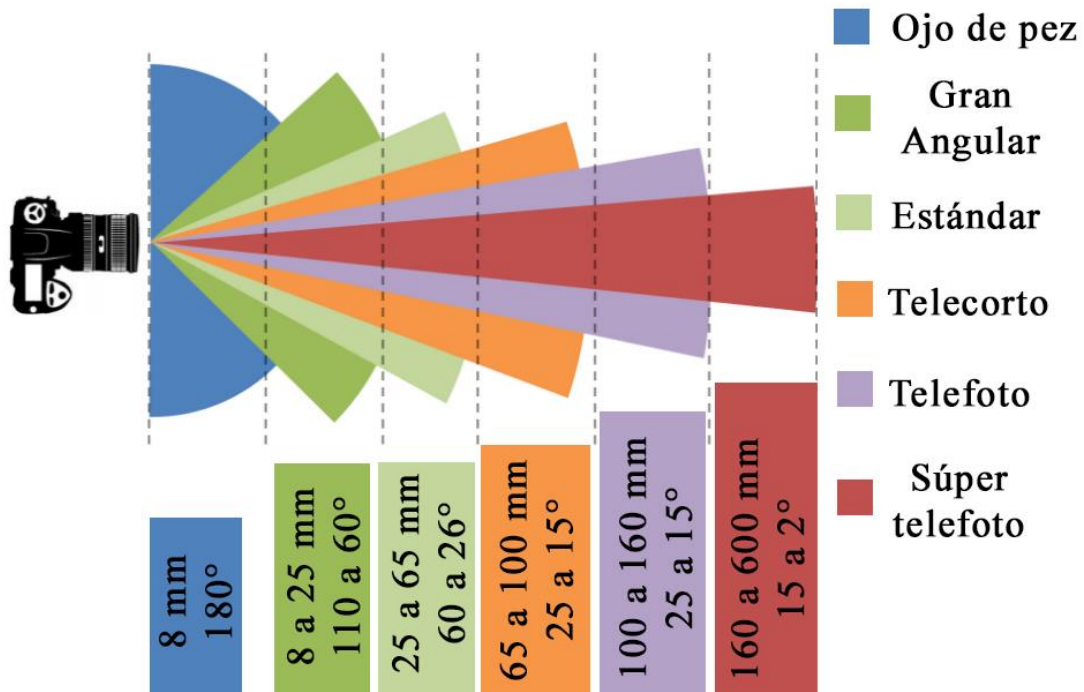 Ojo de pez
Gran
Angular
Estándar
Telecorto
Telefoto
Súper
telefoto
8 mm
180°
8 a 25 mm
110 a 60°
25 a 65 mm
60 a 26°
65 a 100 mm
25 a 15°
100 a 160 mm
25 a 15°
160 a 600 mm
15 a 2°